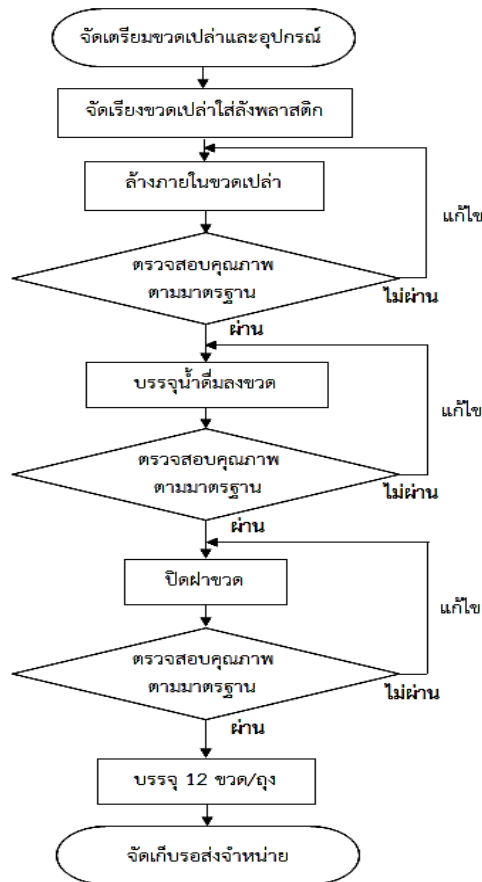 จัดเตรียมขวดเปล่าและอุปกรณ์
จัดเรียงขวดเปล่าใส่ลังพลาสติก
ล้างภายในขวดเปล่า
แก้ไข
ตรวจสอบคุณภาพ
ตามมาตรฐาน
ไม่ผ่าน
ผ่าน
บรรจุน้ำดื่มลงขวด
แก้ไข
ตรวจสอบคุณภาพ
ตามมาตรฐาน
ไม่ผ่าน
ผ่าน
ปิดฝาขวด
แก้ไข
ตรวจสอบคุณภาพ
ตามมาตรฐาน
ไม่ผ่าน
ผ่าน
บรรจุ 12 ขวด/ถุง
จัดเก็บรอส่งจำหน่าย